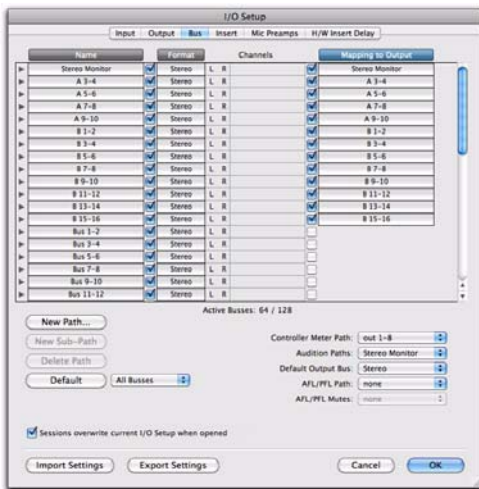 I/O Setup
Input Output Bus Insert Mic Preamps H/W Insert Delay
Name Format Channels Mapping to Output
Stereo Monitor Stereo L R Stereo Monitor
A 3-4 Stereo L R A 3-4
A 5-6 Stereo L R A 5-6
A 7-8 Stereo L R A 7-8
A 9-10 Stereo L R A 9-10
B 1-2 Stereo L R B 1-2
B 3-4 Stereo L R B 3-4
B 5-6 Stereo L R B 5-6
B 7-8 Stereo L R B 7-8
B 9-10 Stereo L R B 9-10
B 11-12 Stereo L R B 11-12
B 13-14 Stereo L R B 13-14
B 15-16 Stereo L R B 15-16
Bus 1-2 Stereo L R
Bus 3-4 Stereo L R
Bus 5-6 Stereo L R
Bus 7-8 Stereo L R
Bus 9-10 Stereo L R
Bus 11-12 Stereo L R
Active Busses: 64 / 128
New Path...
New Sub-Path
Delete Path
Default All Busses
Controller Meter Path: out 1-8
Audition Paths: Stereo Monitor
Default Output Bus: Stereo
AFL/PFL Path: none
AFL/PFL Mutes: none
Sessions overwrite current I/O Setup when opened
Import Settings Export Settings Cancel OK